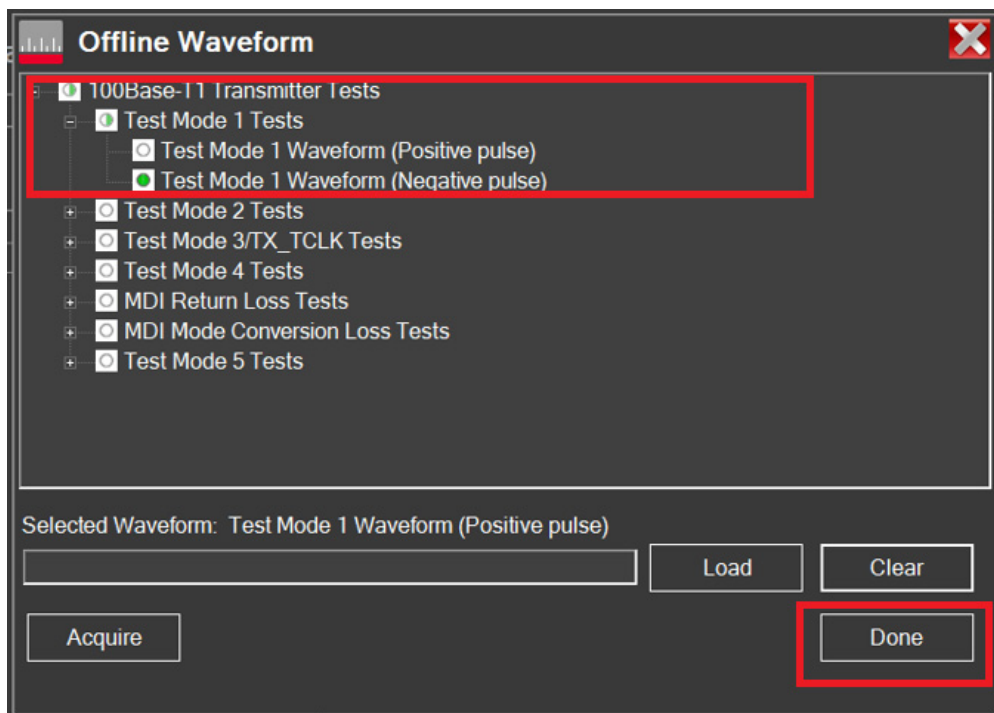 Offline Waveform
100Base-T1 Transmitter Tests
Test Mode 1 Tests
Test Mode 1 Waveform (Positive pulse)
Test Mode 1 Waveform (Negative pulse)
Test Mode 2 Tests
Test Mode 3/TX_TCLK Tests
Test Mode 4 Tests
MDI Return Loss Tests
MDI Mode Conversion Loss Tests
Test Mode 5 Tests
Selected Waveform: Test Mode 1 Waveform (Positive pulse)
Load
Clear
Acquire
Done